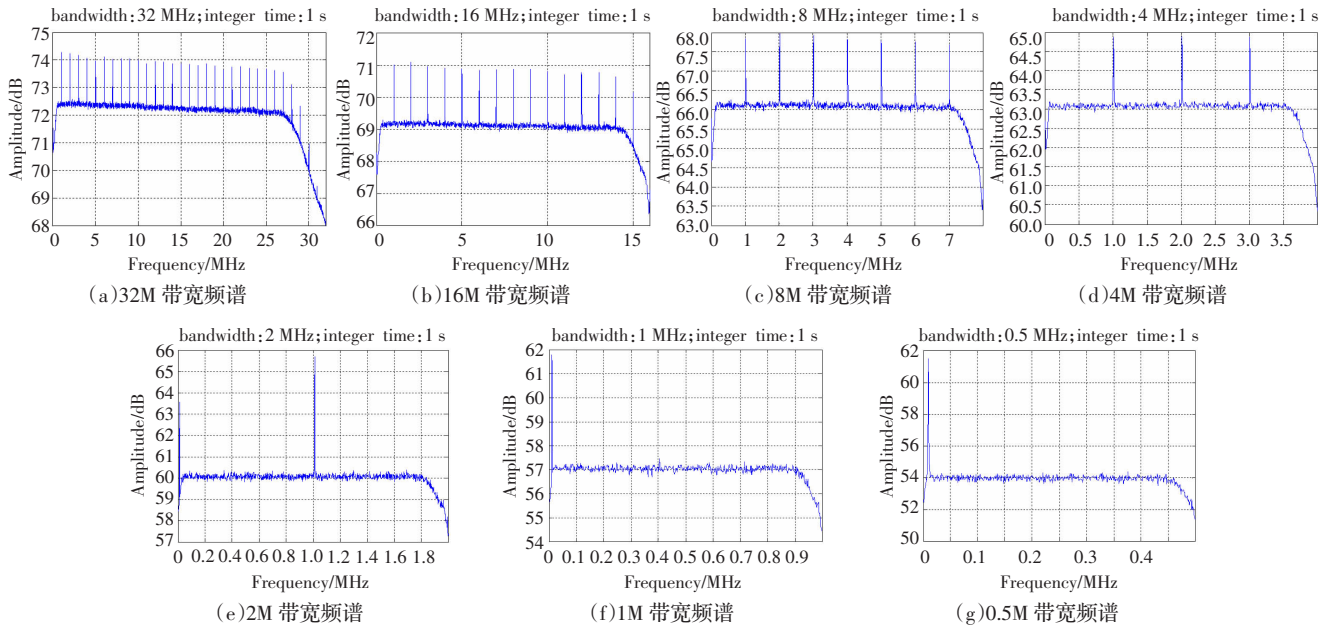 bandwidth:32 MHz;integer time:1 s
75
74
73
72
71
70
69
68
Amplitude/dB
0 5 10 15 20 25 30
Frequency/MHz
(a)32M 带宽频谱
bandwidth:16 MHz;integer time:1 s
72
71
70
69
68
67
66
Amplitude/dB
0 5 10 15
Frequency/MHz
(b)16M 带宽频谱
bandwidth:8 MHz;integer time:1 s
68.0
67.5
67.0
66.5
66.0
65.5
65.0
64.5
64.0
63.5
63.0
Amplitude/dB
0 1 2 3 4 5 6 7
Frequency/MHz
(c)8M 带宽频谱
bandwidth:4 MHz;integer time:1 s
65.0
64.5
64.0
63.5
63.0
62.5
62.0
61.5
61.0
60.5
60.0
Amplitude/dB
0 0.5 1.0 1.5 2.0 2.5 3.0 3.5
Frequency/MHz
(d)4M 带宽频谱
bandwidth:2 MHz;integer time:1 s
66
65
64
63
62
61
60
59
58
57
Amplitude/dB
0 0.2 0.4 0.6 0.8 1.0 1.2 1.4 1.6 1.8
Frequency/MHz
(e)2M 带宽频谱
bandwidth:1 MHz;integer time:1 s
62
61
60
59
58
57
56
55
54
Amplitude/dB
0 0.1 0.2 0.3 0.4 0.5 0.6 0.7 0.8 0.9
Frequency/MHz
(f)1M 带宽频谱
bandwidth:0.5 MHz;integer time:1 s
62
60
58
56
54
52
50
Amplitude/dB
0 0.1 0.2 0.3 0.4
Frequency/MHz
(g)0.5M 带宽频谱